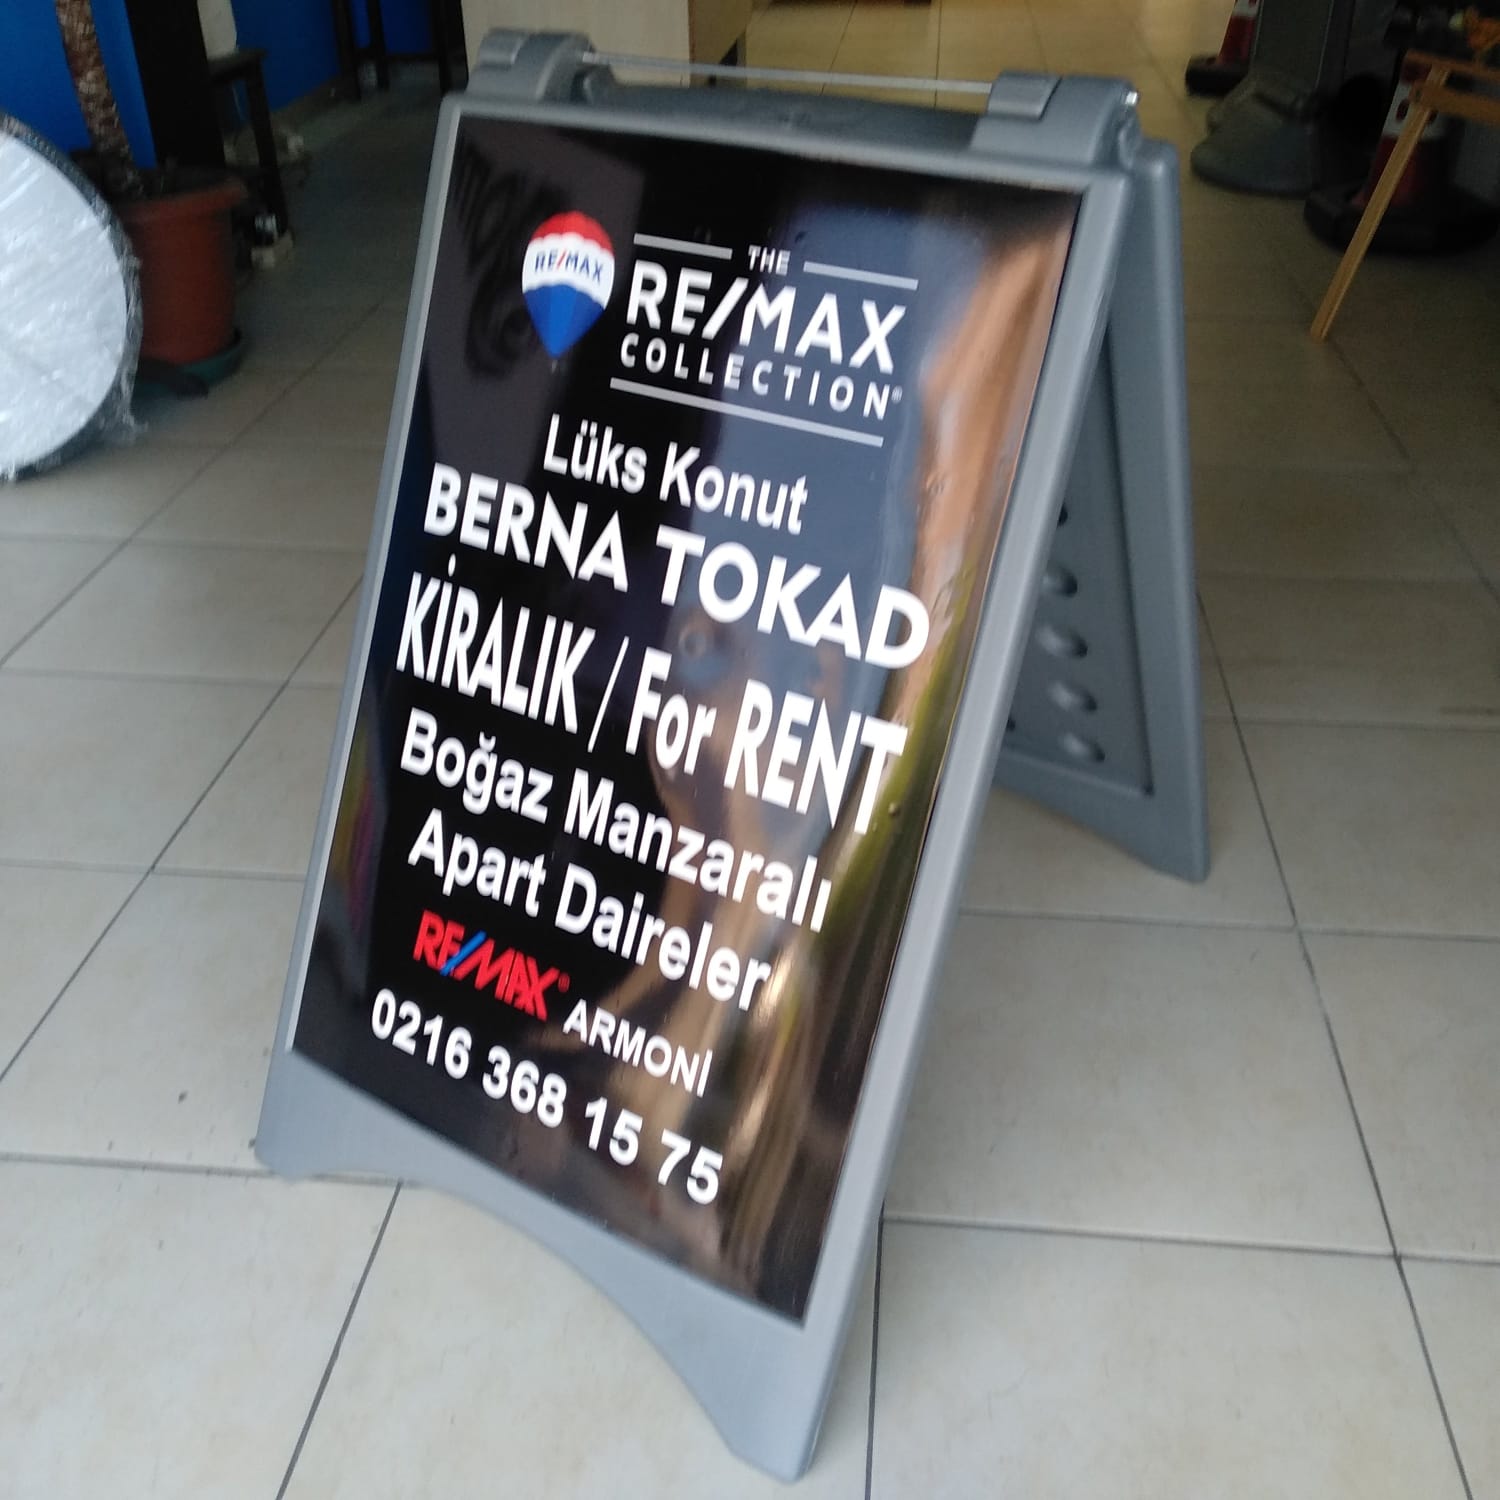 RE/MAX
THE
RE/MAX
COLLECTION®
Lüks Konut
BERNA TOKAD
KİRALIK / For RENT
Boğaz Manzaralı
Apart Daireler
RE/MAX® ARMONİ
0216 368 15 75